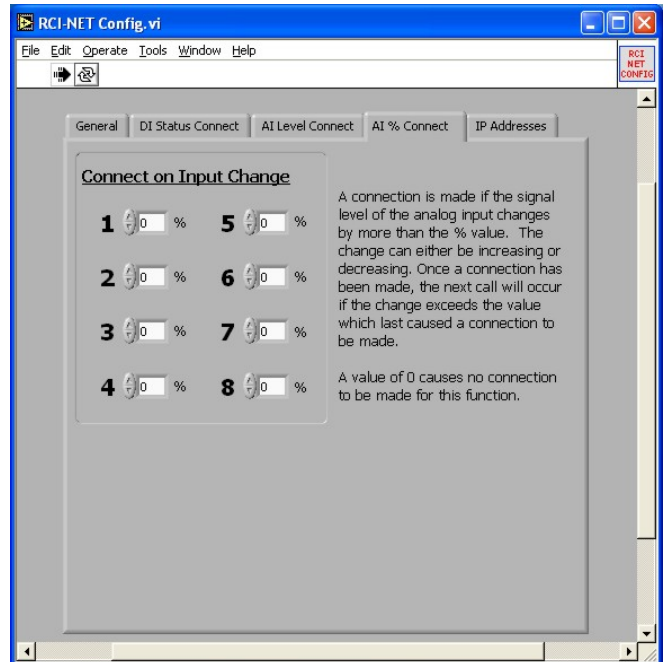 RCI-NET Config.vi
File Edit Operate Tools Window Help
RCI
NET
CONFIG
General DI Status Connect AI Level Connect AI % Connect IP Addresses
Connect on Input Change
1 0 % 5 0 %
2 0 % 6 0 %
3 0 % 7 0 %
4 0 % 8 0 %
A connection is made if the signal
level of the analog input changes
by more than the % value. The
change can either be increasing or
decreasing. Once a connection has
been made, the next call will occur
if the change exceeds the value
which last caused a connection to
be made.
A value of 0 causes no connection
to be made for this function.